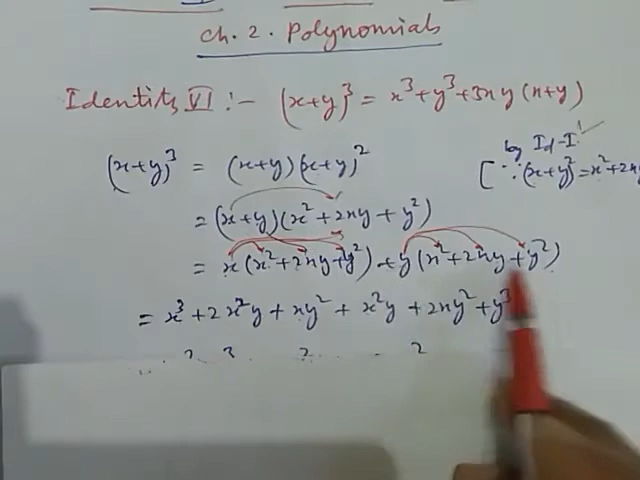 Ch. 2. Polynomials
Identity VI :- (x+y)³ = x³+y³+3xy (x+y)
by Id-I
(x+y)³ = (x+y)(x+y)²
[∵(x+y)²=x²+2xy
= (x+y)(x²+2xy+y²)
= x(x²+2xy+y²)+y(x²+2xy+y²)
= x³+2x²y+xy²+x²y+2xy²+y³